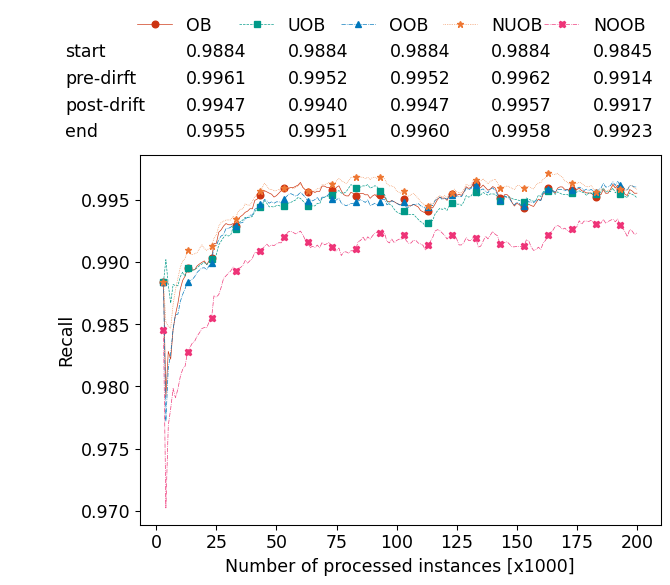 OB UOB OOB NUOB NOOB
start 0.9884 0.9884 0.9884 0.9884 0.9845
pre-dirft 0.9961 0.9952 0.9952 0.9962 0.9914
post-drift 0.9947 0.9940 0.9947 0.9957 0.9917
end 0.9955 0.9951 0.9960 0.9958 0.9923
0.995
0.990
0.985
0.980
0.975
0.970
Recall
0 25 50 75 100 125 150 175 200
Number of processed instances [x1000]